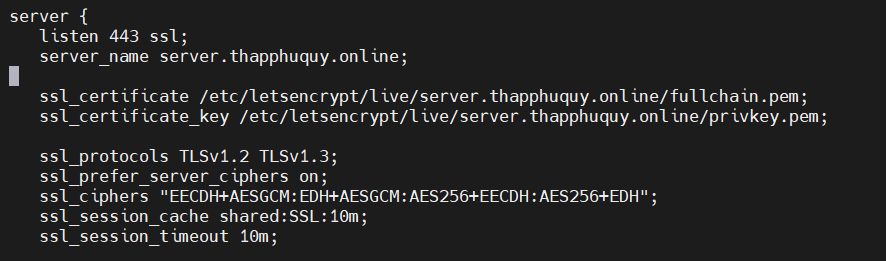 server {
listen 443 ssl;
server_name server.thapphuquy.online;
ssl_certificate /etc/letsencrypt/live/server.thapphuquy.online/fullchain.pem;
ssl_certificate_key /etc/letsencrypt/live/server.thapphuquy.online/privkey.pem;
ssl_protocols TLSv1.2 TLSv1.3;
ssl_prefer_server_ciphers on;
ssl_ciphers "EECDH+AESGCM:EDH+AESGCM:AES256+EECDH:AES256+EDH";
ssl_session_cache shared:SSL:10m;
ssl_session_timeout 10m;